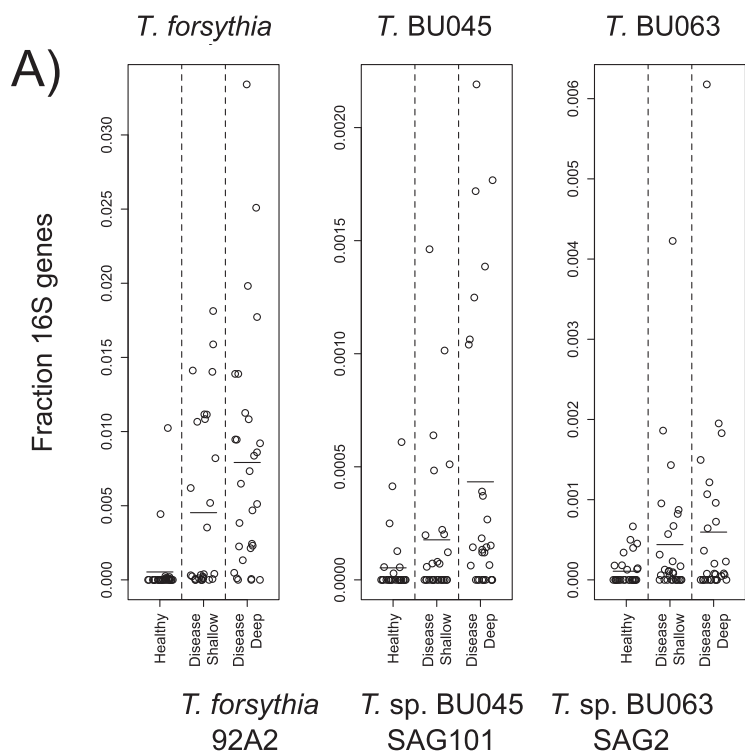 T. forsythia T. BU045 T. BU063
A)
Fraction 16S genes
0.030
0.025
0.020
0.015
0.010
0.005
0.000
Healthy
Disease
Shallow
Disease
Deep
0.0020
0.0015
0.0010
0.0005
0.0000
Healthy
Disease
Shallow
Disease
Deep
0.006
0.005
0.004
0.003
0.002
0.001
0.000
Healthy
Disease
Shallow
Disease
Deep
T. forsythia T. sp. BU045 T. sp. BU063
92A2 SAG101 SAG2